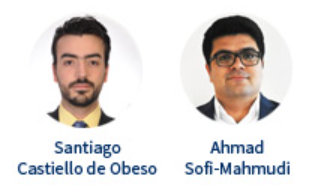 Santiago
Castiello de Obeso
Ahmad
Sofi-Mahmudi